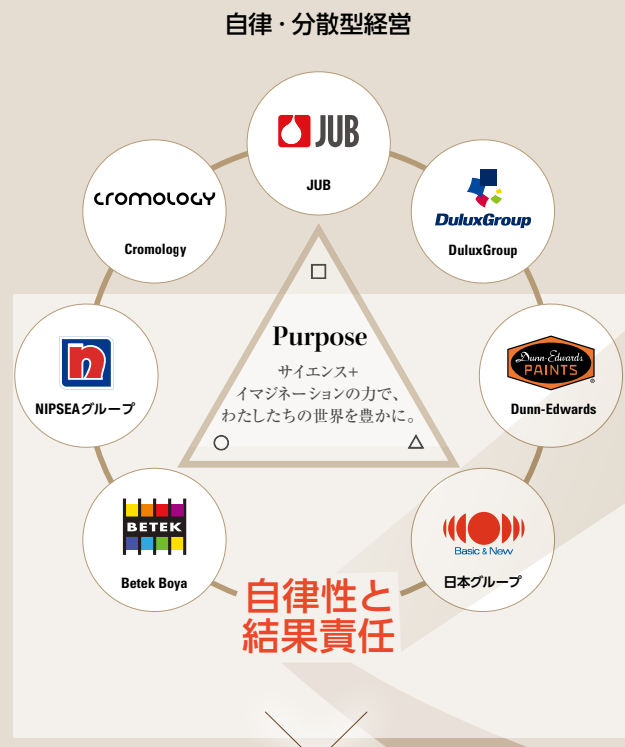 自律・分散型経営
JUB
JUB
CROMOLOGY
Cromology
DuluxGroup
DuluxGroup
Purpose
サイエンス+
イマジネーションの力で、
わたしたちの世界を豊かに。
n
NIPSEAグループ
Dunn-Edwards
PAINTS
®
Dunn-Edwards
BETEK
Betek Boya
Basic & New
日本グループ
自律性と
結果責任